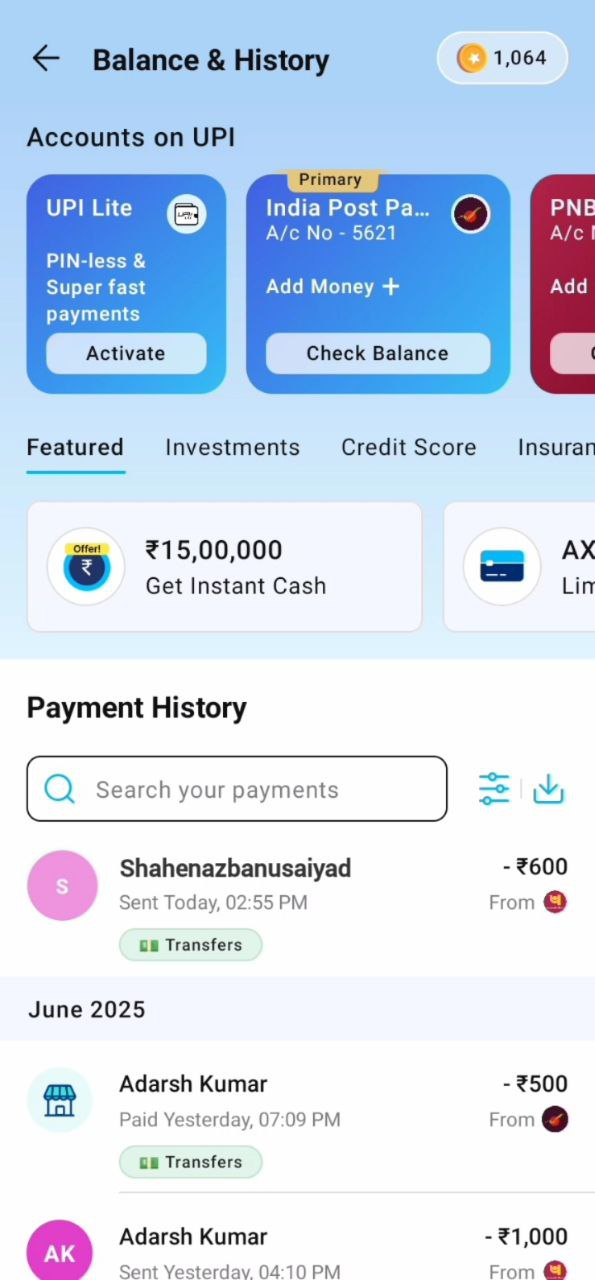 Balance & History
1,064
Accounts on UPI
UPI Lite
PIN-less &
Super fast
payments
Activate
Primary
India Post Pa...
A/c No - 5621
Add Money +
Check Balance
PNB
A/c
Add
Featured
Investments
Credit Score
Insuran
Offer!
₹
₹15,00,000
Get Instant Cash
AX
Lim
Payment History
Search your payments
S
Shahenazbanusaiyad
- ₹600
Sent Today, 02:55 PM
From
Transfers
June 2025
Adarsh Kumar
- ₹500
Paid Yesterday, 07:09 PM
From
Transfers
AK
Adarsh Kumar
- ₹1,000
Sent Yesterday, 04:10 PM
From